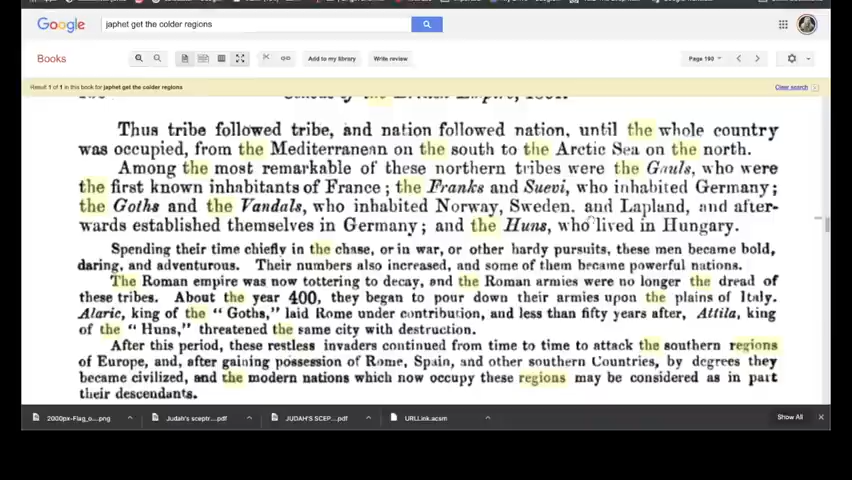 Google
japhet get the colder regions
Books
Add to my library
Write review
Page 190
Result 1 of 1 in this book for japhet get the colder regions
Clear search
Thus tribe followed tribe, and nation followed nation, until the whole country
was occupied, from the Mediterranean on the south to the Arctic Sea on the north.
Among the most remarkable of these northern tribes were the Gauls, who were
the first known inhabitants of France; the Franks and Suevi, who inhabited Germany;
the Goths and the Vandals, who inhabited Norway, Sweden, and Lapland, and after-
wards established themselves in Germany; and the Huns, who lived in Hungary.
Spending their time chiefly in the chase, or in war, or other hardy pursuits, these men became bold,
daring, and adventurous. Their numbers also increased, and some of them became powerful nations.
The Roman empire was now tottering to decay, and the Roman armies were no longer the dread of
these tribes. About the year 400, they began to pour down their armies upon the plains of Italy.
Alaric, king of the "Goths," laid Rome under contribution, and less than fifty years after, Attila, king
of the "Huns," threatened the same city with destruction.
After this period, these restless invaders continued from time to time to attack the southern regions
of Europe, and, after gaining possession of Rome, Spain, and other southern Countries, by degrees they
became civilized, and the modern nations which now occupy these regions may be considered as in part
their descendants.
2000px-Flag_o....png
Judah's sceptr....pdf
JUDAH'S SCEP....pdf
URLLink.acsm
Show All